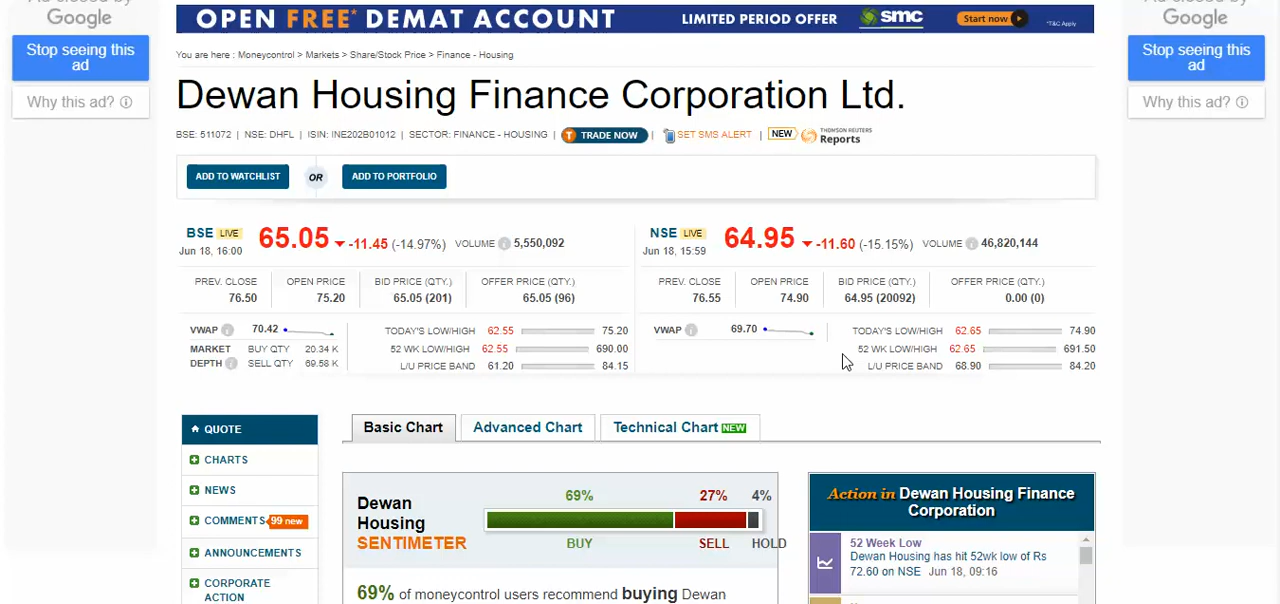 Ad closed by
Google
Stop seeing this
ad
Why this ad?
OPEN FREE* DEMAT ACCOUNT LIMITED PERIOD OFFER smc Start now *T&C Apply
Ad closed by
Google
Stop seeing this
ad
Why this ad?
You are here : Moneycontrol › Markets › Share/Stock Price › Finance - Housing
Dewan Housing Finance Corporation Ltd.
BSE: 511072 | NSE: DHFL | ISIN: INE202B01012 | SECTOR: FINANCE - HOUSING T TRADE NOW | SET SMS ALERT | NEW THOMSON REUTERS Reports
ADD TO WATCHLIST OR ADD TO PORTFOLIO
BSE LIVE 65.05 -11.45 (-14.97%) VOLUME 5,550,092
Jun 18, 16:00
PREV. CLOSE OPEN PRICE BID PRICE (QTY.) OFFER PRICE (QTY.)
76.50 75.20 65.05 (201) 65.05 (96)
VWAP 70.42 TODAY'S LOW/HIGH 62.55 75.20
MARKET BUY QTY 20.34 K 52 WK LOW/HIGH 62.55 690.00
DEPTH SELL QTY 69.58 K L/U PRICE BAND 61.20 84.15
NSE LIVE 64.95 -11.60 (-15.15%) VOLUME 46,820,144
Jun 18, 15:59
PREV. CLOSE OPEN PRICE BID PRICE (QTY.) OFFER PRICE (QTY.)
76.55 74.90 64.95 (20092) 0.00 (0)
VWAP 69.70 TODAY'S LOW/HIGH 62.65 74.90
52 WK LOW/HIGH 62.65 691.50
L/U PRICE BAND 68.90 84.20
QUOTE
CHARTS
NEWS
COMMENTS 99 new
ANNOUNCEMENTS
CORPORATE
ACTION
Basic Chart Advanced Chart Technical Chart NEW
Dewan
Housing
SENTIMETER
69% 27% 4%
BUY SELL HOLD
69% of moneycontrol users recommend buying Dewan
Action in Dewan Housing Finance
Corporation
52 Week Low
Dewan Housing has hit 52wk low of Rs
72.60 on NSE Jun 18, 09:16